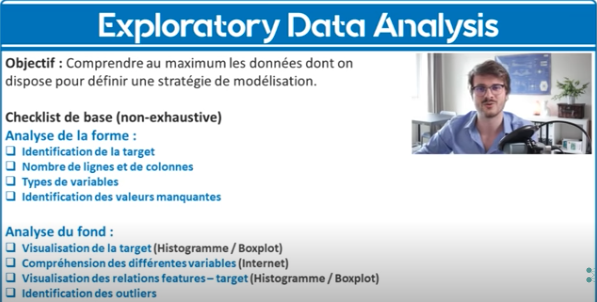 Exploratory Data Analysis
Objectif : Comprendre au maximum les données dont on
dispose pour définir une stratégie de modélisation.
Checklist de base (non-exhaustive)
Analyse de la forme :
Identification de la target
Nombre de lignes et de colonnes
Types de variables
Identification des valeurs manquantes
Analyse du fond :
Visualisation de la target (Histogramme / Boxplot)
Compréhension des différentes variables (Internet)
Visualisation des relations features – target (Histogramme / Boxplot)
Identification des outliers